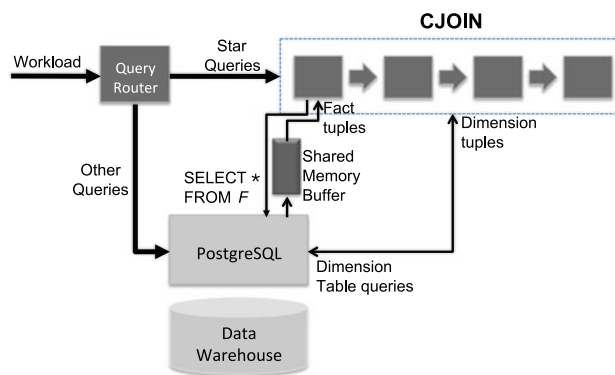 CJOIN
Workload
Query
Router
Star
Queries
Fact
tuples
Dimension
tuples
Other
Queries
SELECT *
FROM F
Shared
Memory
Buffer
PostgreSQL
Dimension
Table queries
Data
Warehouse